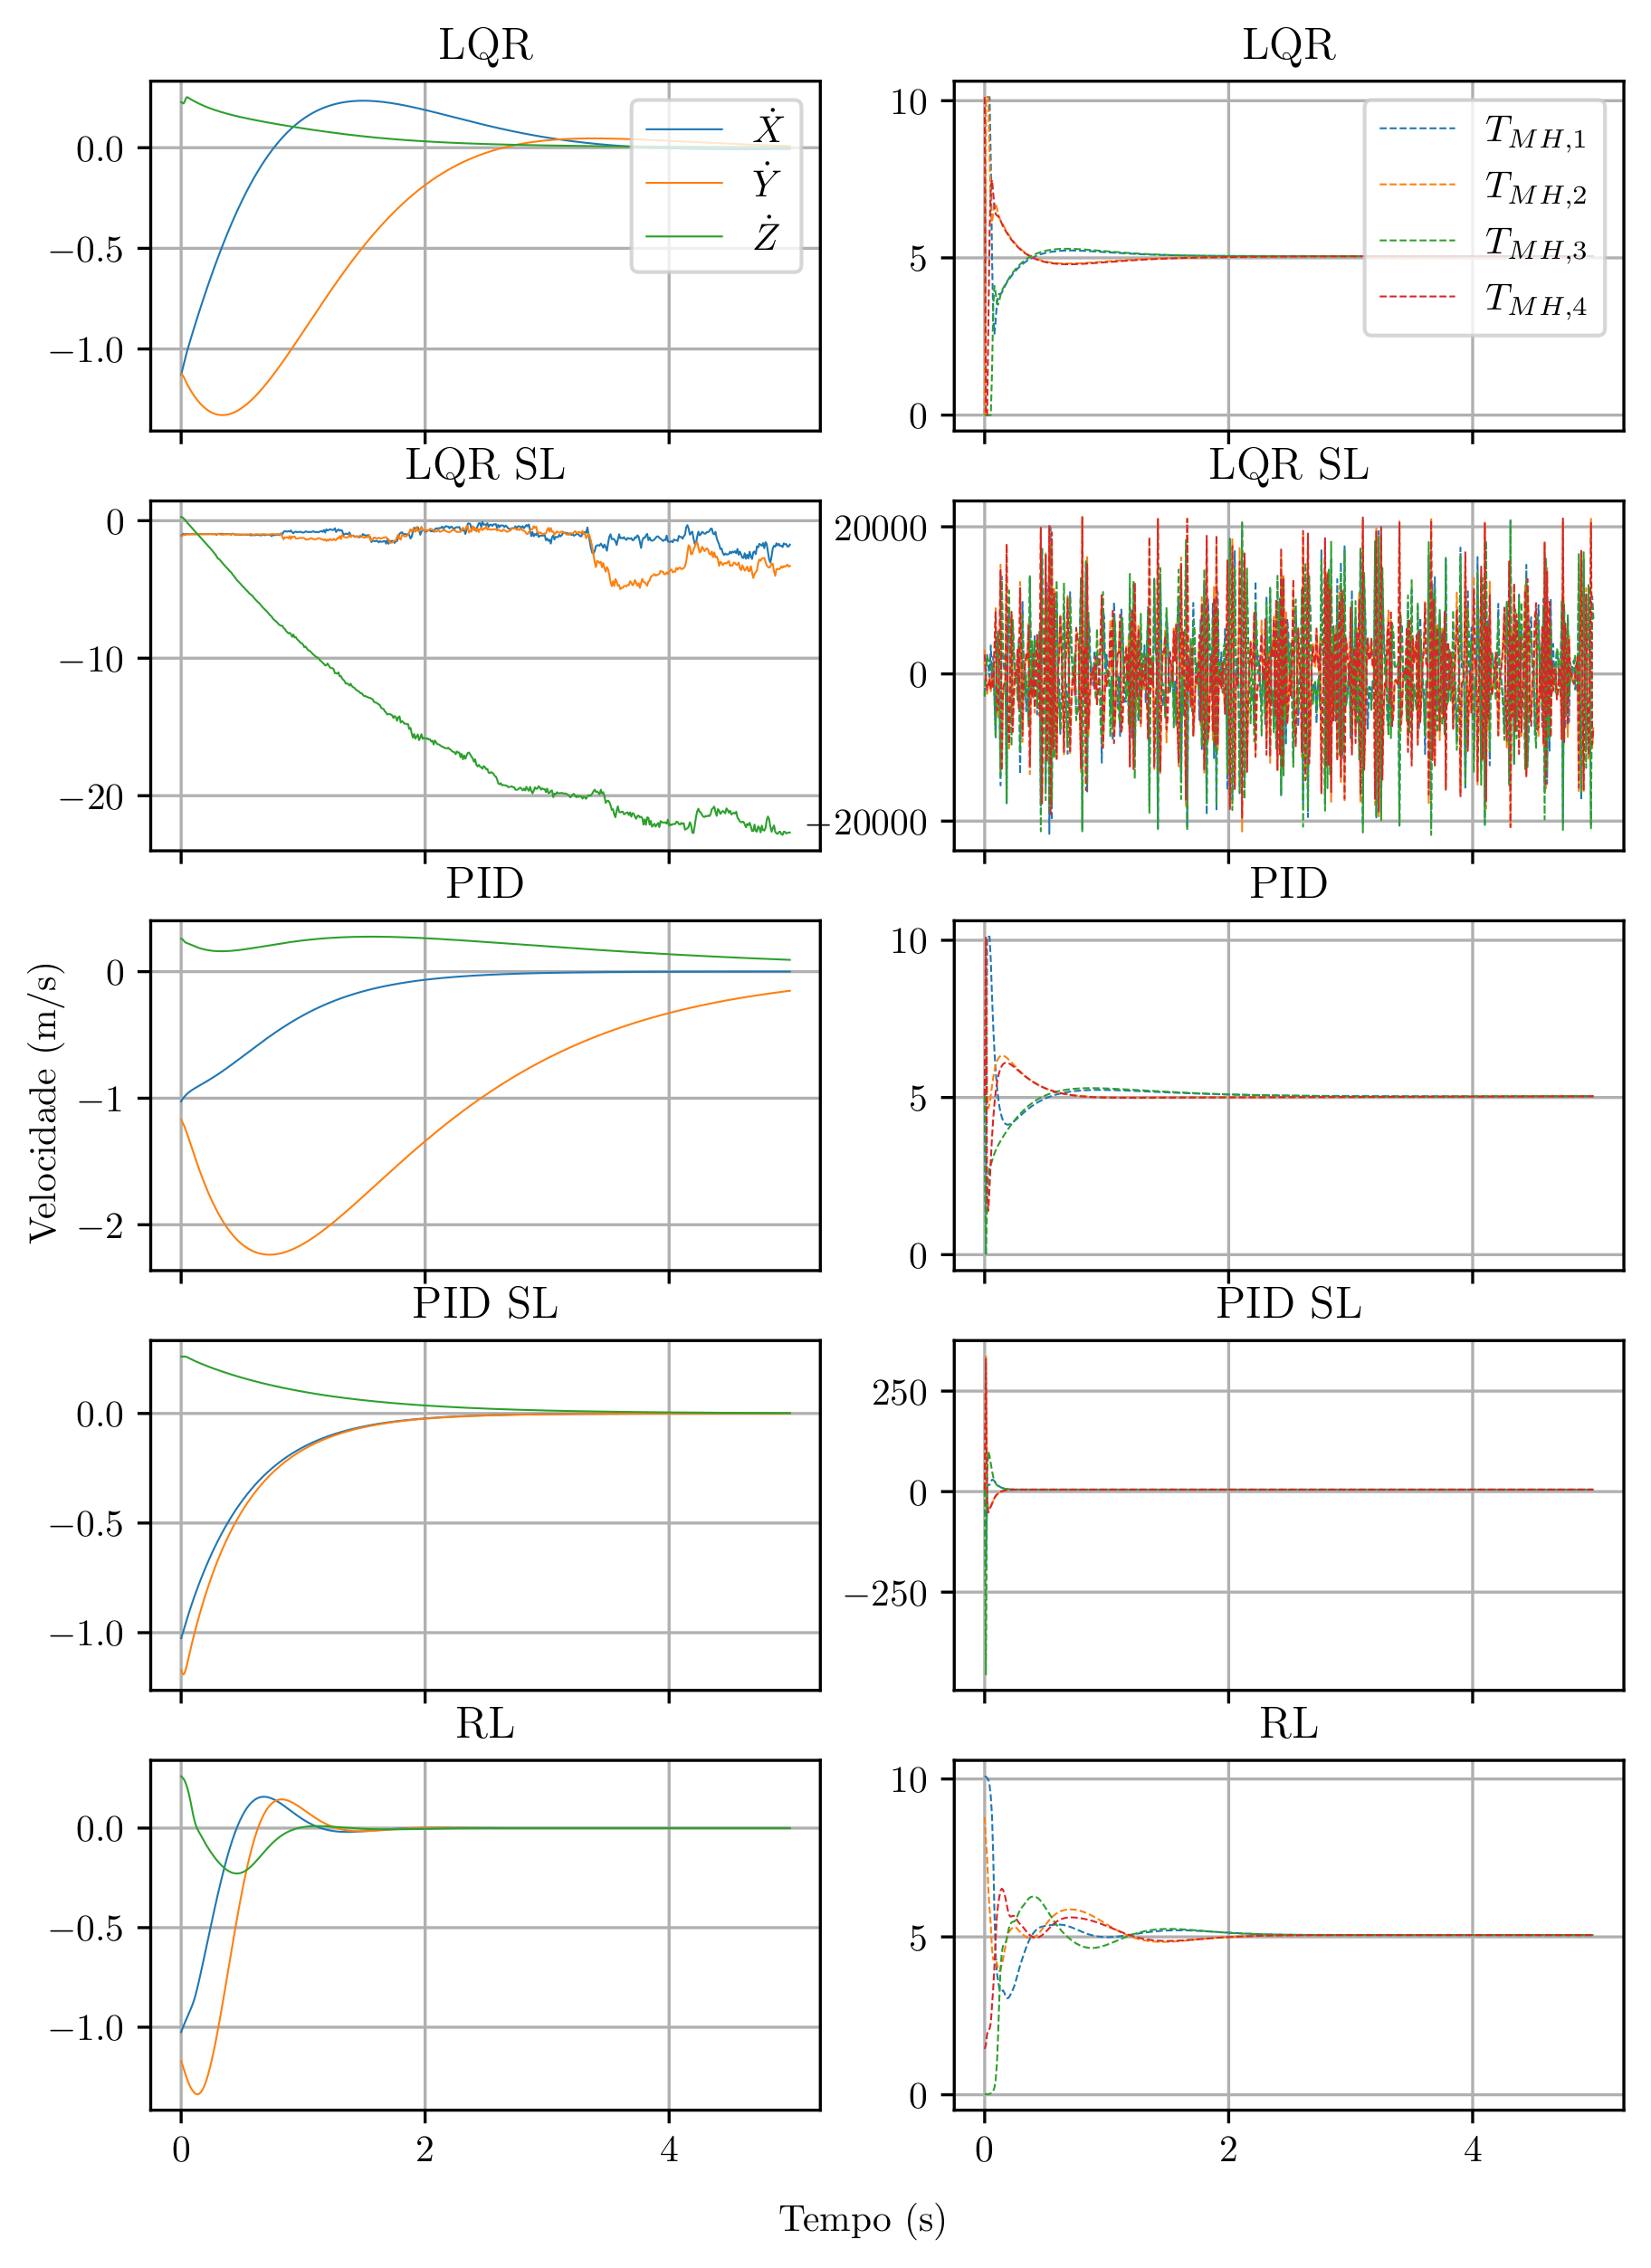 LQR
0.0
−0.5
−1.0
Ẋ
Ẏ
Ż
LQR
10
5
0
T_{MH,1}
T_{MH,2}
T_{MH,3}
T_{MH,4}
LQR SL
0
−10
−20
LQR SL
20000
0
−20000
PID
0
−1
−2
PID
10
5
0
Velocidade (m/s)
PID SL
0.0
−0.5
−1.0
PID SL
250
0
−250
RL
0.0
−0.5
−1.0
0 2 4
RL
10
5
0
0 2 4
Tempo (s)